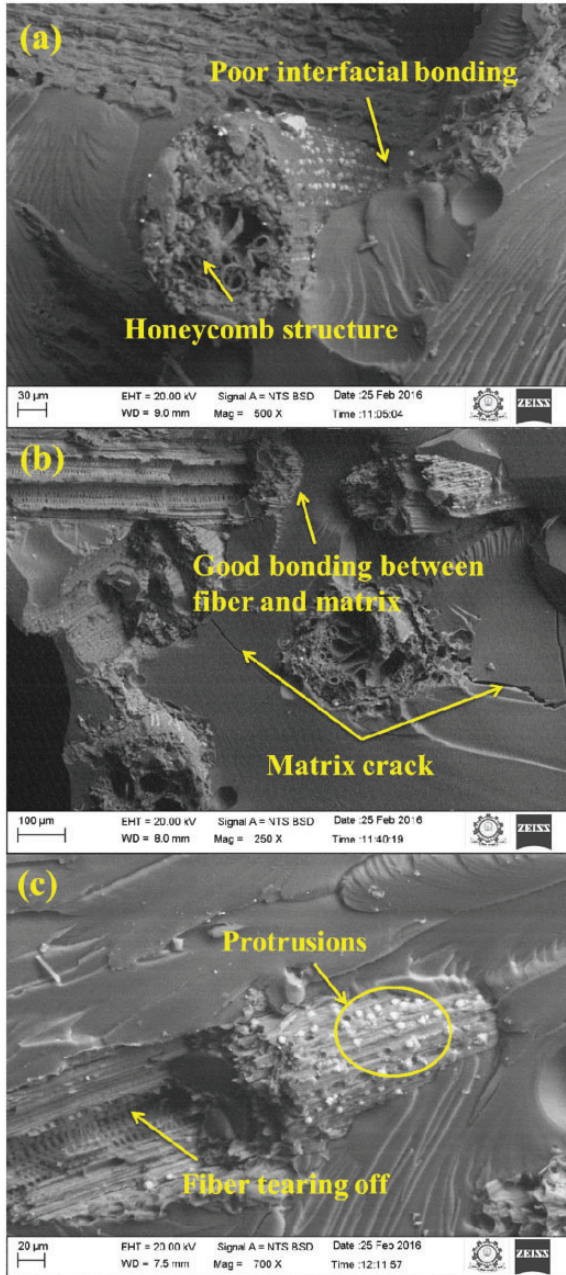 (a)
Poor interfacial bonding
Honeycomb structure
30 µm
EHT = 20.00 kV Signal A = NTS BSD Date :25 Feb 2016
WD = 9.0 mm Mag = 500 X Time :11:05:04
ZEISS
(b)
Good bonding between
fiber and matrix
Matrix crack
100 µm
EHT = 20.00 kV Signal A = NTS BSD Date :25 Feb 2016
WD = 8.0 mm Mag = 250 X Time :11:40:19
ZEISS
(c)
Protrusions
Fiber tearing off
20 µm
EHT = 20.00 kV Signal A = NTS BSD Date :25 Feb 2016
WD = 7.5 mm Mag = 700 X Time :12:11:57
ZEISS